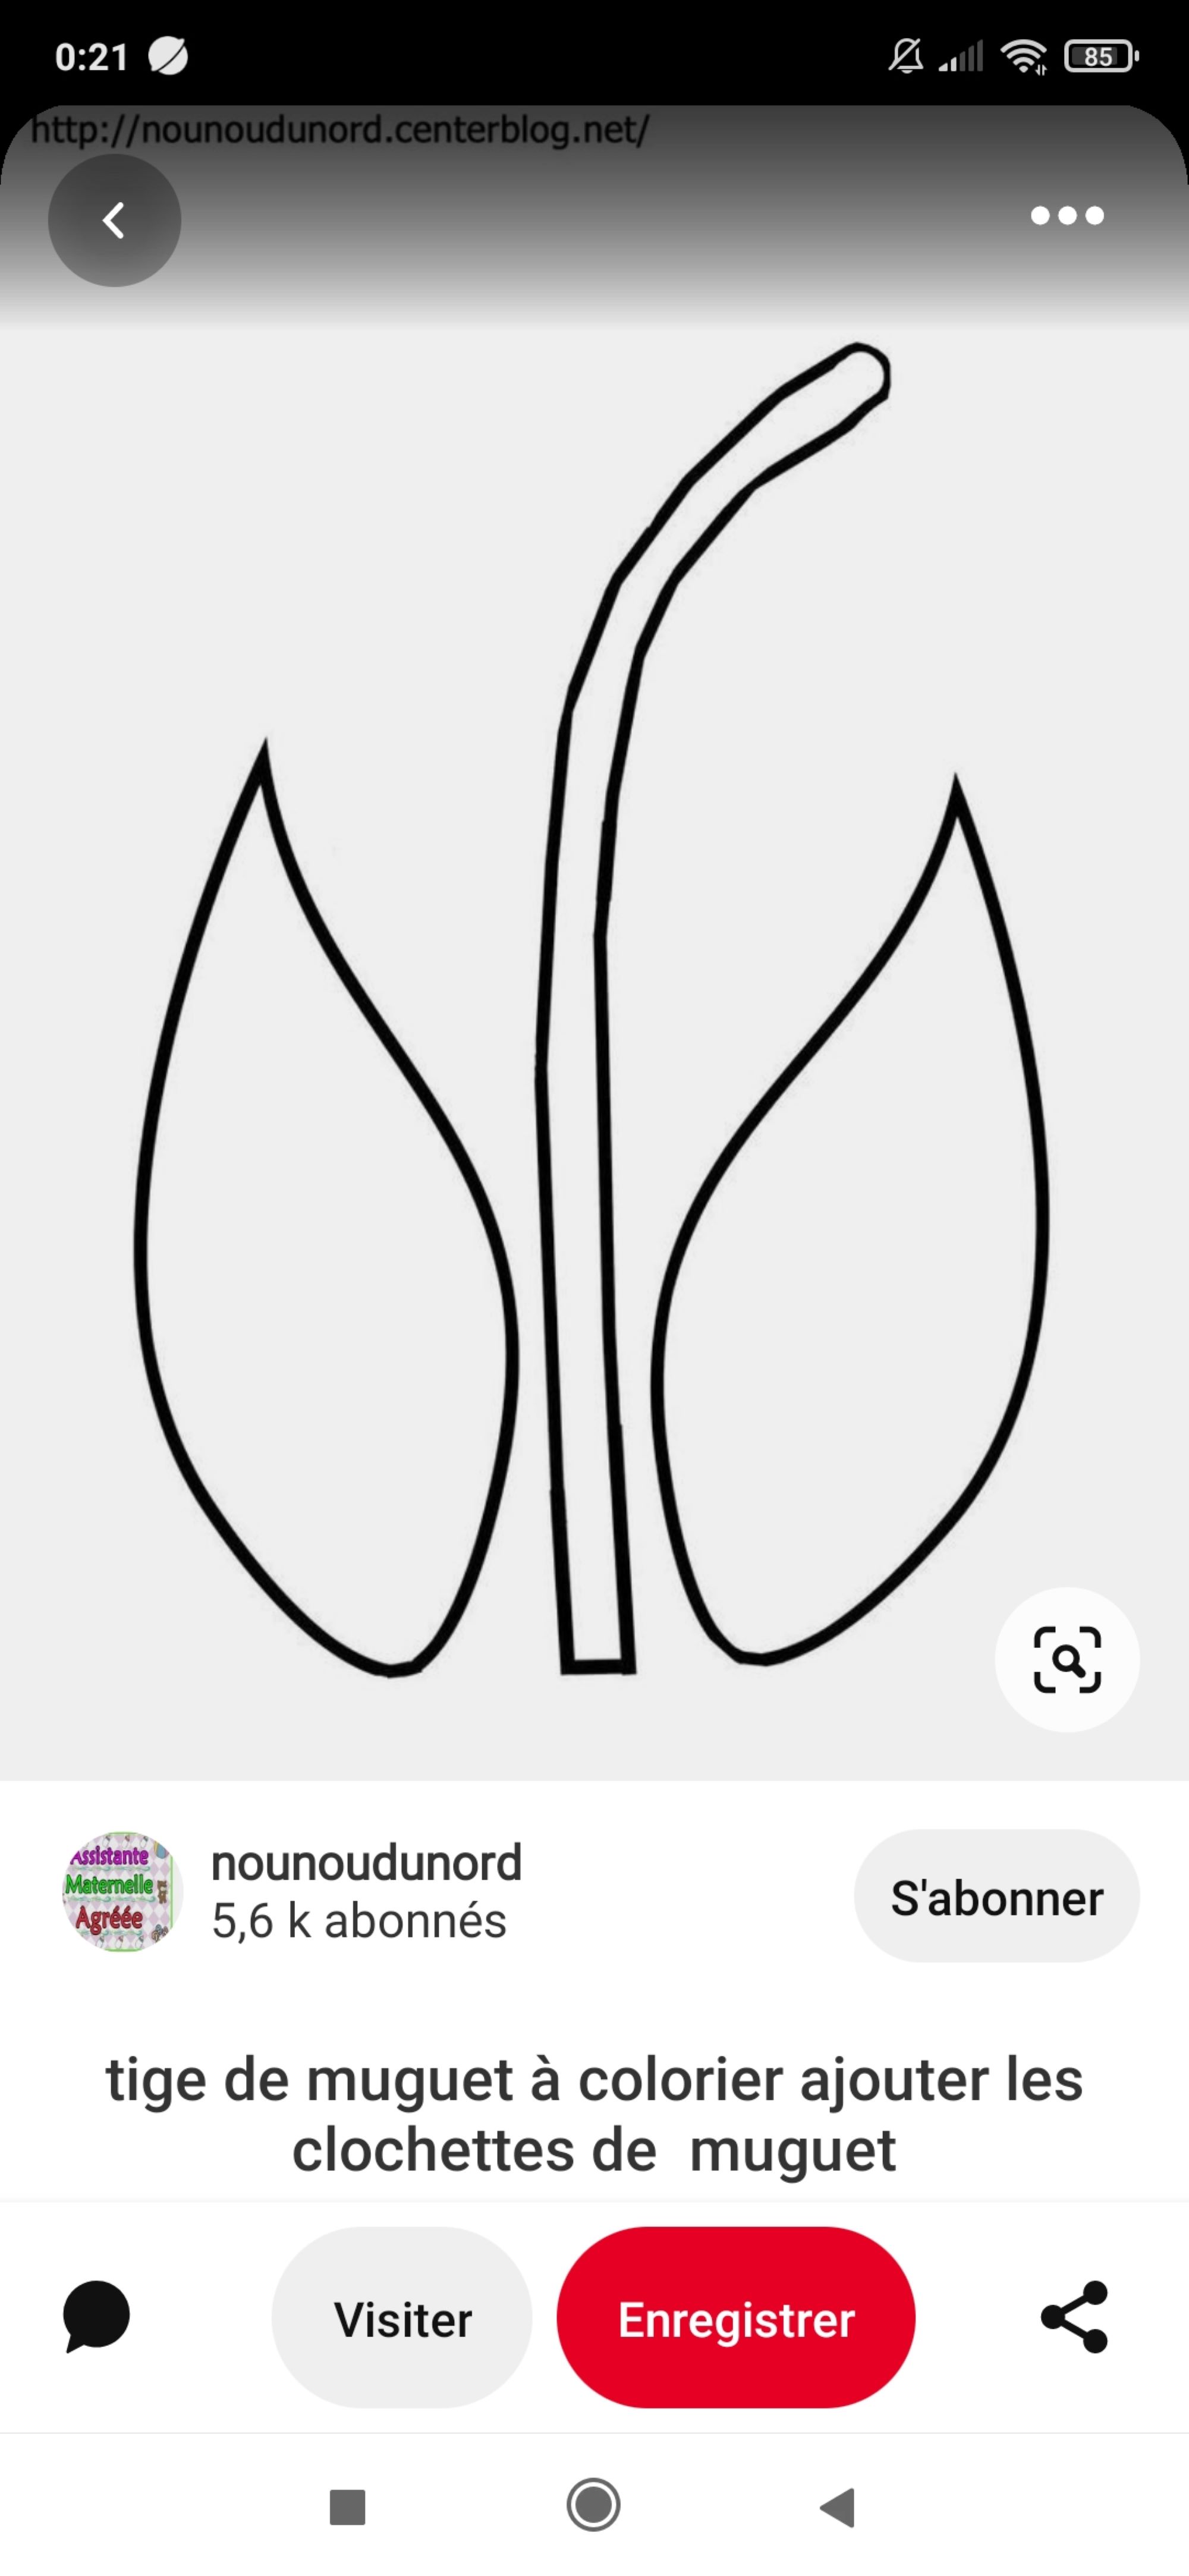 0:21
85
http://nounoudunord.centerblog.net/
Assistante
Maternelle
Agréée
nounoudunord
5,6 k abonnés
S'abonner
tige de muguet à colorier ajouter les
clochettes de muguet
Visiter
Enregistrer